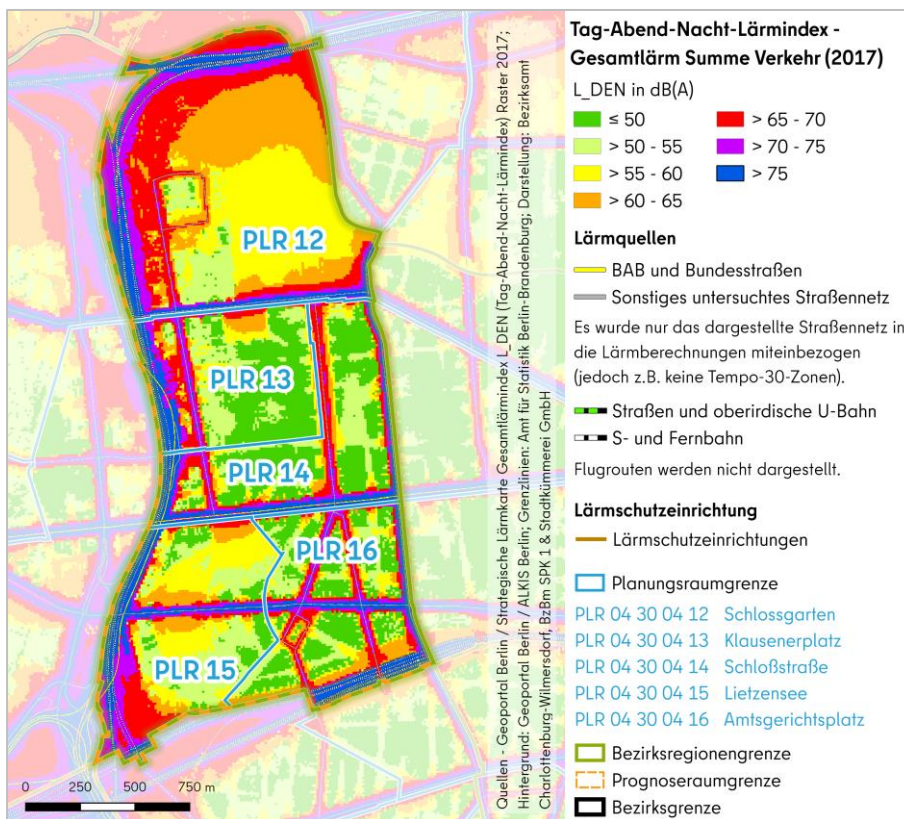 PLR 12
PLR 13
PLR 14
PLR 16
PLR 15
0 250 500 750 m
Quellen - Geoportal Berlin / Strategische Lärmkarte Gesamtlärmindex L_DEN (Tag-Abend-Nacht-Lärmindex) Raster 2017;
Hintergrund: Geoportal Berlin / ALKIS Berlin; Grenzlinien: Amt für Statistik Berlin-Brandenburg; Darstellung: Bezirksamt
Charlottenburg-Wilmersdorf, BzBm SPK 1 & Stadtkümmerei GmbH
Tag-Abend-Nacht-Lärmindex -
Gesamtlärm Summe Verkehr (2017)
L_DEN in dB(A)
≤ 50
> 50 - 55
> 55 - 60
> 60 - 65
> 65 - 70
> 70 - 75
> 75
Lärmquellen
BAB und Bundesstraßen
Sonstiges untersuchtes Straßennetz
Es wurde nur das dargestellte Straßennetz in
die Lärmberechnungen miteinbezogen
(jedoch z.B. keine Tempo-30-Zonen).
Straßen und oberirdische U-Bahn
S- und Fernbahn
Flugrouten werden nicht dargestellt.
Lärmschutzeinrichtung
Lärmschutzeinrichtungen
Planungsraumgrenze
PLR 04 30 04 12 Schlossgarten
PLR 04 30 04 13 Klausenerplatz
PLR 04 30 04 14 Schloßstraße
PLR 04 30 04 15 Lietzensee
PLR 04 30 04 16 Amtsgerichtsplatz
Bezirksregionengrenze
Prognoseraumgrenze
Bezirksgrenze